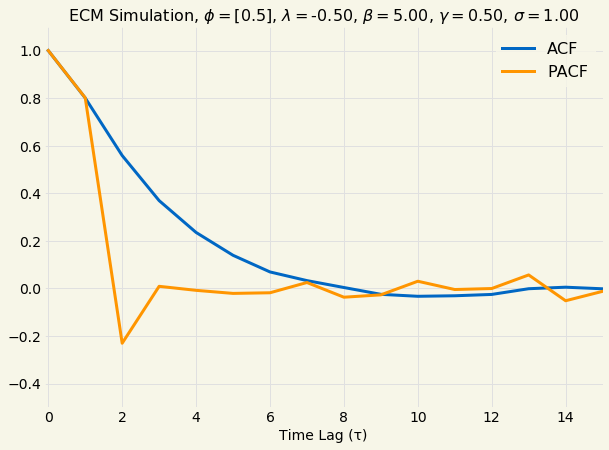 ECM Simulation, ϕ = [0.5], λ = -0.50, β = 5.00, γ = 0.50, σ = 1.00
ACF
PACF
1.0
0.8
0.6
0.4
0.2
0.0
−0.2
−0.4
0 2 4 6 8 10 12 14
Time Lag (τ)